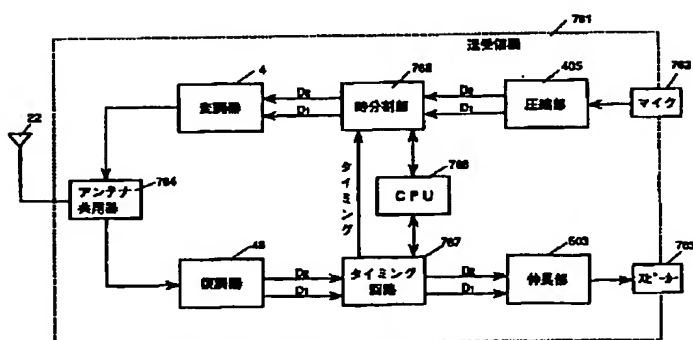 761
送受信機
4
変調器
D2
D1
768
時分割部
D2
D1
405
圧縮部
763
マイク
22
アンテナ
共用器
764
タイミング
CPU
767
タイミング
回路
復調器
D2
D1
D2
D1
503
伸長部
スピーカー